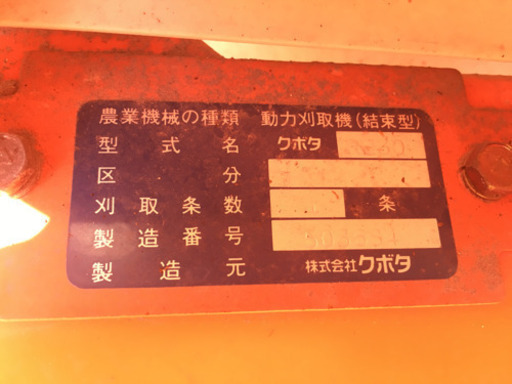 農業機械の種類 動力刈取機(結束型)
型式名 クボタ
区分
刈取条数 条
製造番号
製造元 株式会社クボタ